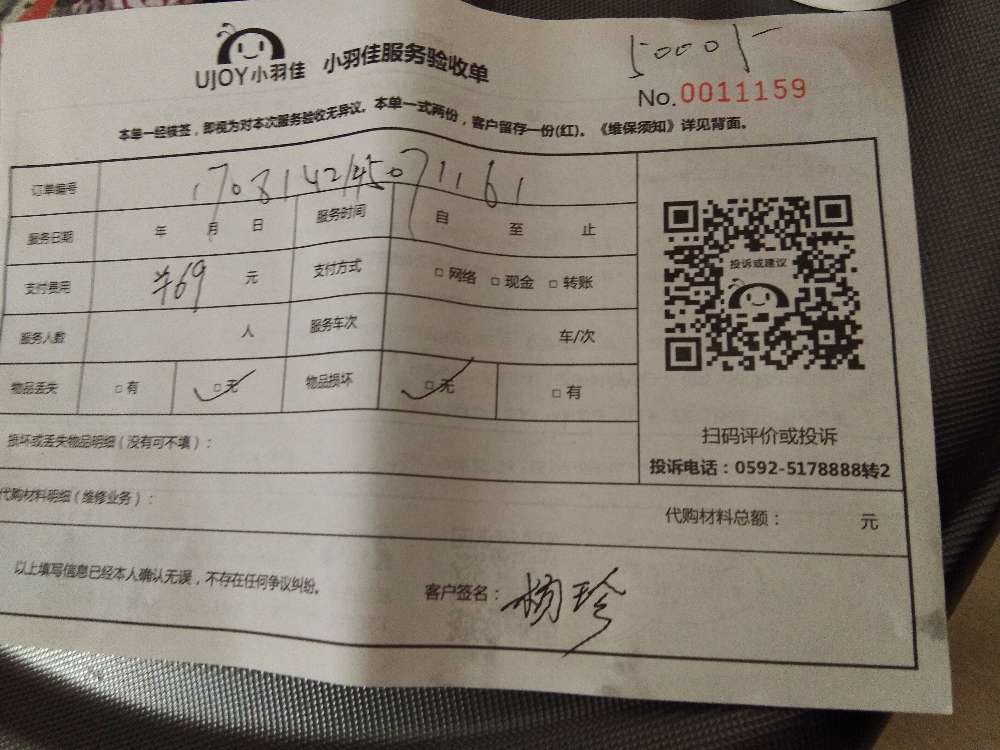 UJOY小羽佳 小羽佳服务验收单
50005
No.0011159
本单一经核签，即视为对本次服务验收无异议。本单一式两份，客户留存一份(红)。《维保须知》详见背面。
订单编号 1708142145071161
服务日期 年 月 日 服务时间 自 至 止
支付费用 ¥69 元 支付方式 □网络 □现金 □转账
服务人数 人 服务车次 车/次
物品丢失 □有 □无 物品损坏 □无 □有
投诉或建议
扫码评价或投诉
投诉电话：0592-5178888转2
损坏或丢失物品明细（没有可不填）：
代购材料明细（维修业务）：
代购材料总额： 元
以上填写信息已经本人确认无误，不存在任何争议纠纷。
客户签名：杨珍